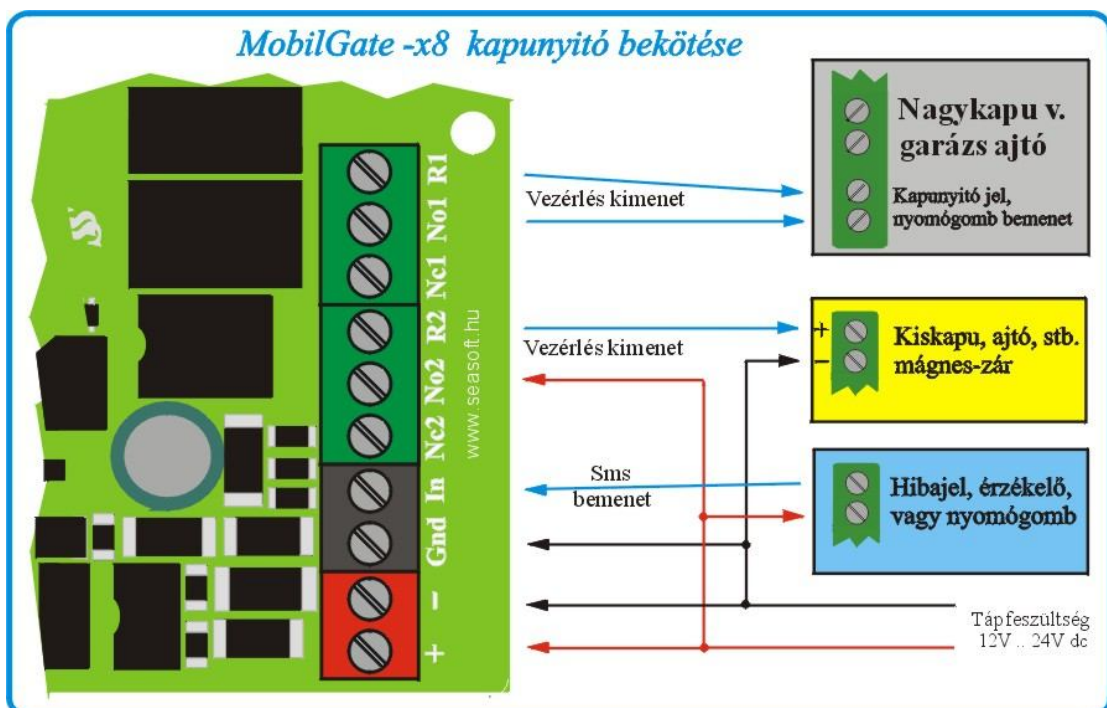 MobilGate -x8 kapunyitó bekötése
R1
No1
Nc1
R2
No2
Nc2
In
Gnd
–
+
www.seasoft.hu
Vezérlés kimenet
Vezérlés kimenet
Sms
bemenet
Nagykapu v.
garázs ajtó
Kapunyitó jel,
nyomógomb bemenet
+
–
Kiskapu, ajtó, stb.
mágnes-zár
Hibajel, érzékelő,
vagy nyomógomb
Tápfeszültség
12V .. 24V dc